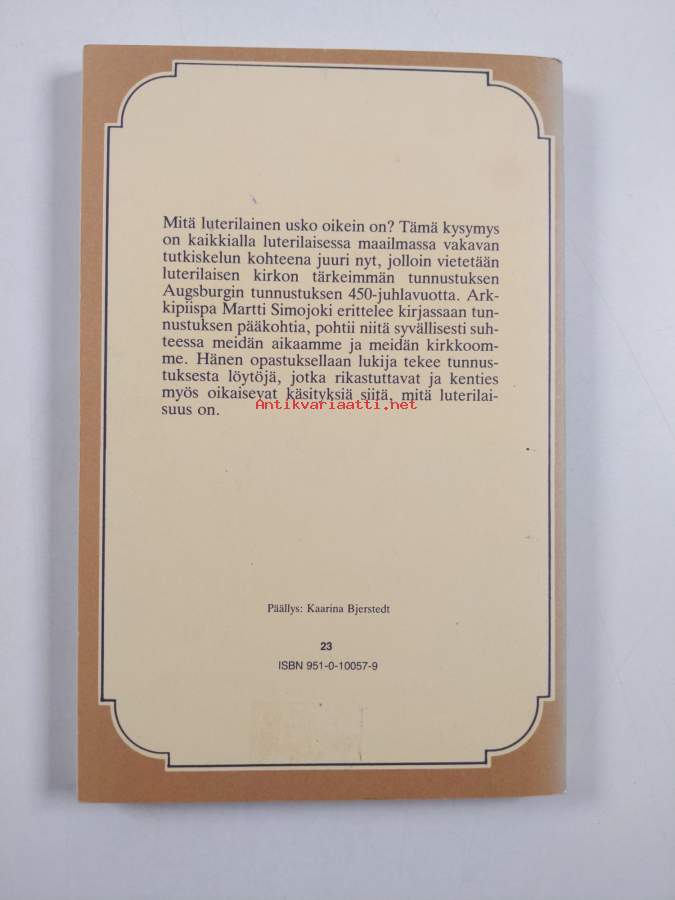 Mitä luterilainen usko oikein on? Tämä kysymys
on kaikkialla luterilaisessa maailmassa vakavan
tutkiskelun kohteena juuri nyt, jolloin vietetään
luterilaisen kirkon tärkeimmän tunnustuksen
Augsburgin tunnustuksen 450-juhlavuotta. Ark-
kipiispa Martti Simojoki erittelee kirjassaan tun-
nustuksen pääkohtia, pohtii niitä syvällisesti suh-
teessa meidän aikaamme ja meidän kirkkoom-
me. Hänen opastuksellaan lukija tekee tunnus-
tuksesta löytöjä, jotka rikastuttavat ja kenties
myös oikaisevat käsityksiä siitä, mitä luterilai-
suus on.
Antikvariaatti.net
Päällys: Kaarina Bjerstedt
23
ISBN 951-0-10057-9